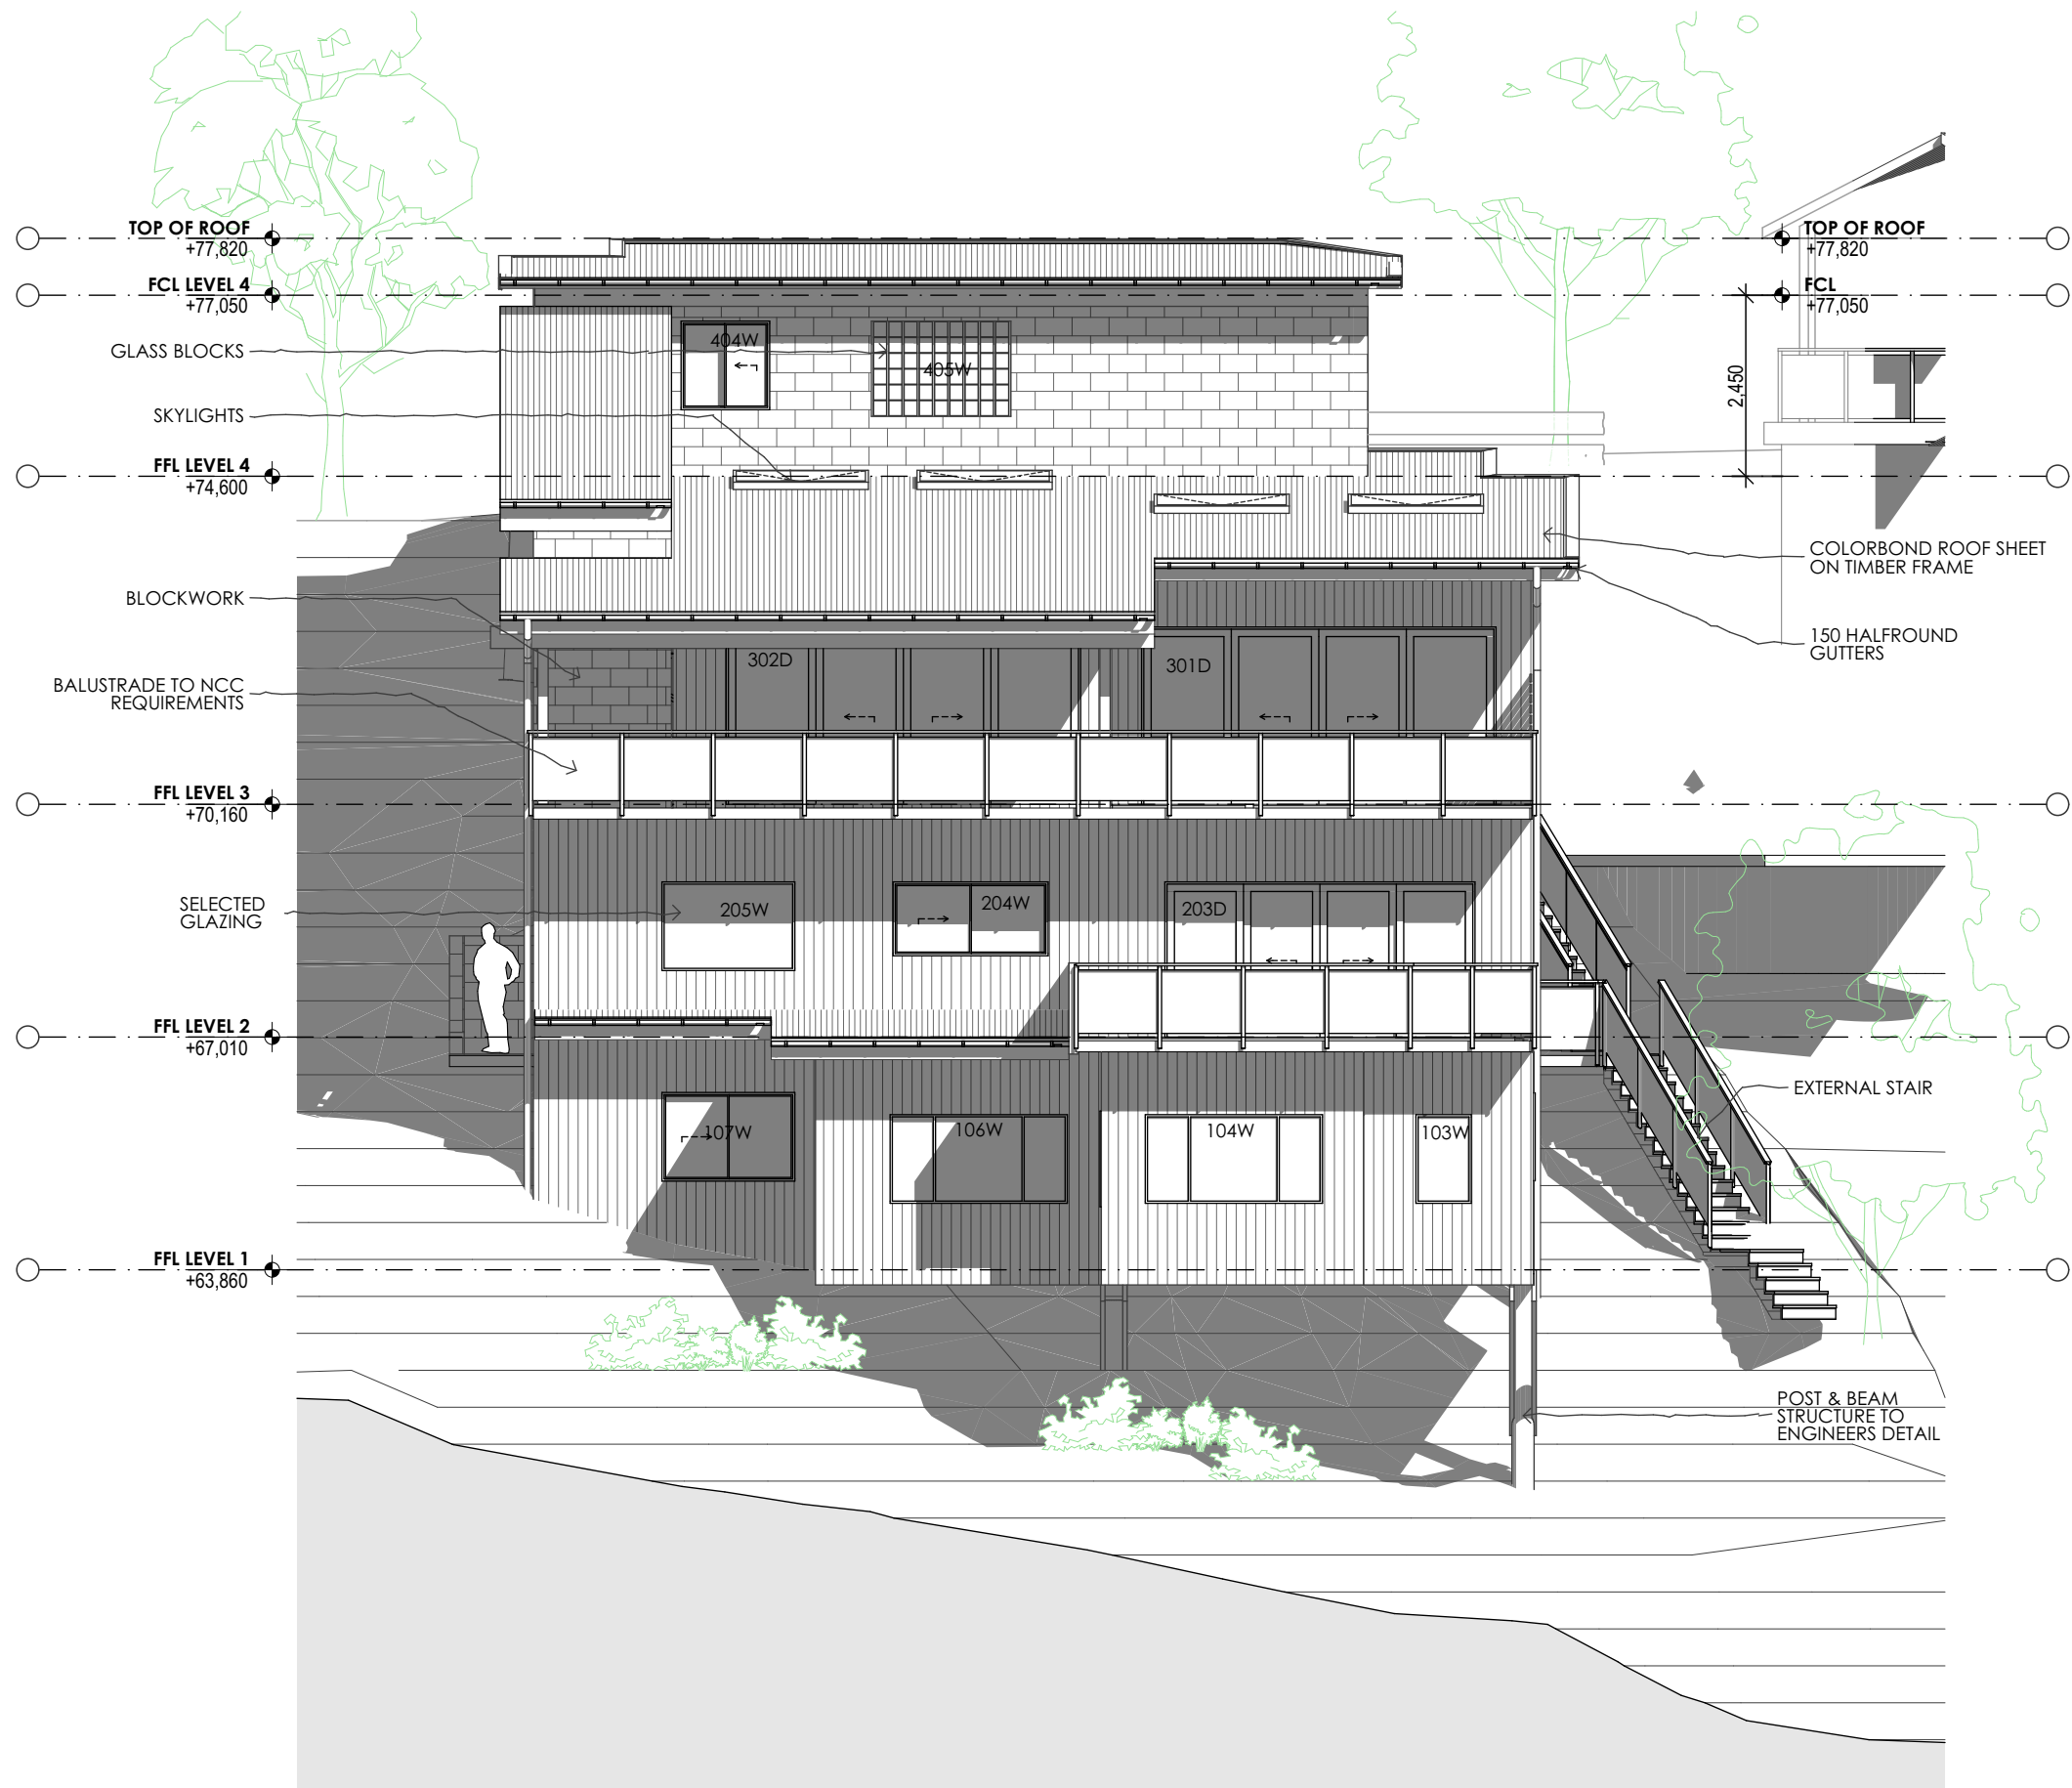 TOP OF ROOF
+77,820
FCL LEVEL 4
+77,050
GLASS BLOCKS
SKYLIGHTS
FFL LEVEL 4
+74,600
BLOCKWORK
BALUSTRADE TO NCC
REQUIREMENTS
FFL LEVEL 3
+70,160
SELECTED
GLAZING
FFL LEVEL 2
+67,010
FFL LEVEL 1
+63,860
404W
405W
302D
301D
205W
204W
203D
107W
106W
104W
103W
TOP OF ROOF
+77,820
FCL
+77,050
2,450
COLORBOND ROOF SHEET
ON TIMBER FRAME
150 HALFROUND
GUTTERS
EXTERNAL STAIR
POST & BEAM
STRUCTURE TO
ENGINEERS DETAIL